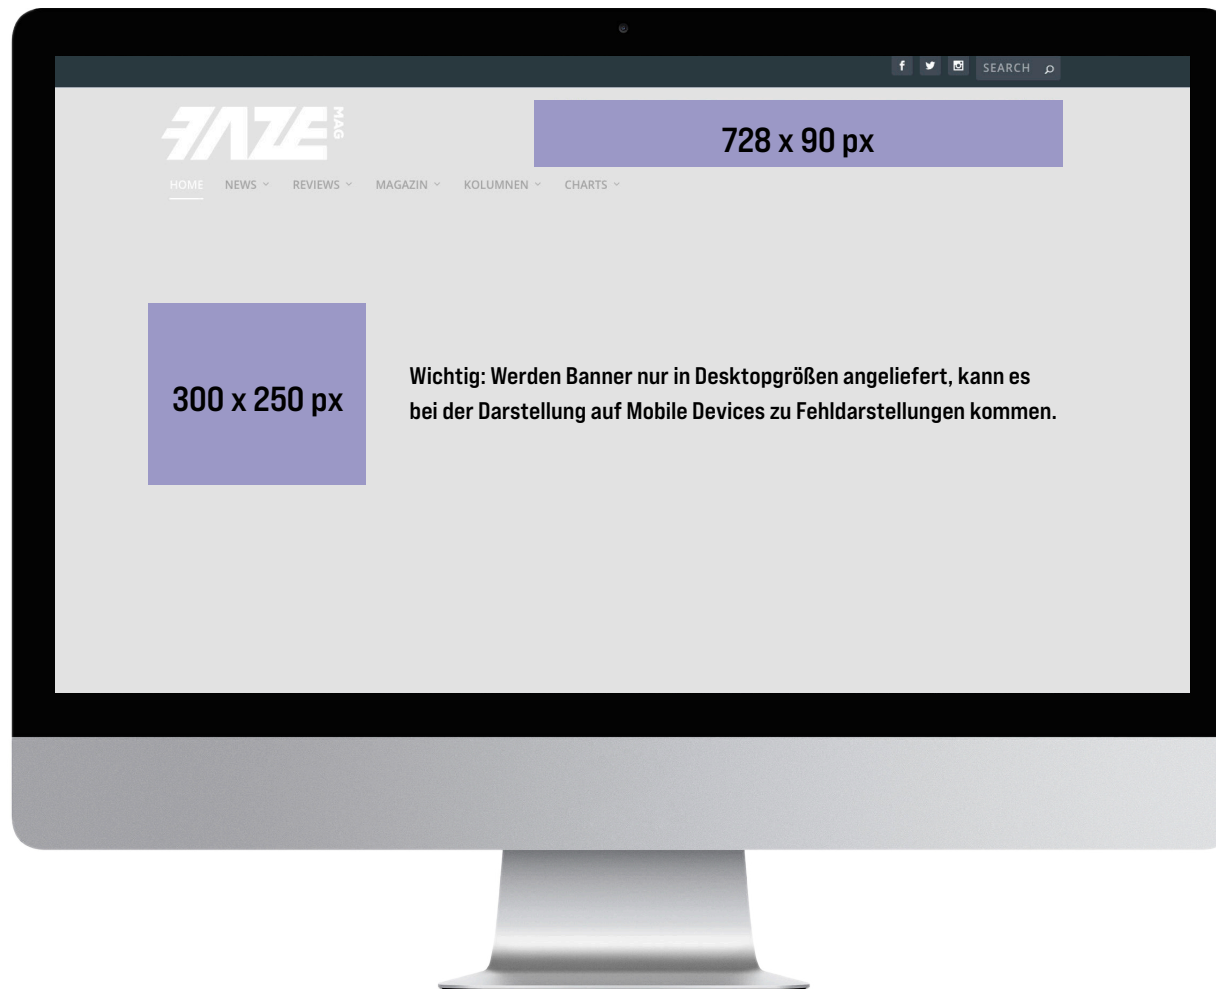 SEARCH
FAZE MAG
728 x 90 px
HOME NEWS REVIEWS MAGAZIN KOLUMNEN CHARTS
300 x 250 px
Wichtig: Werden Banner nur in Desktopgrößen angeliefert, kann es
bei der Darstellung auf Mobile Devices zu Fehldarstellungen kommen.